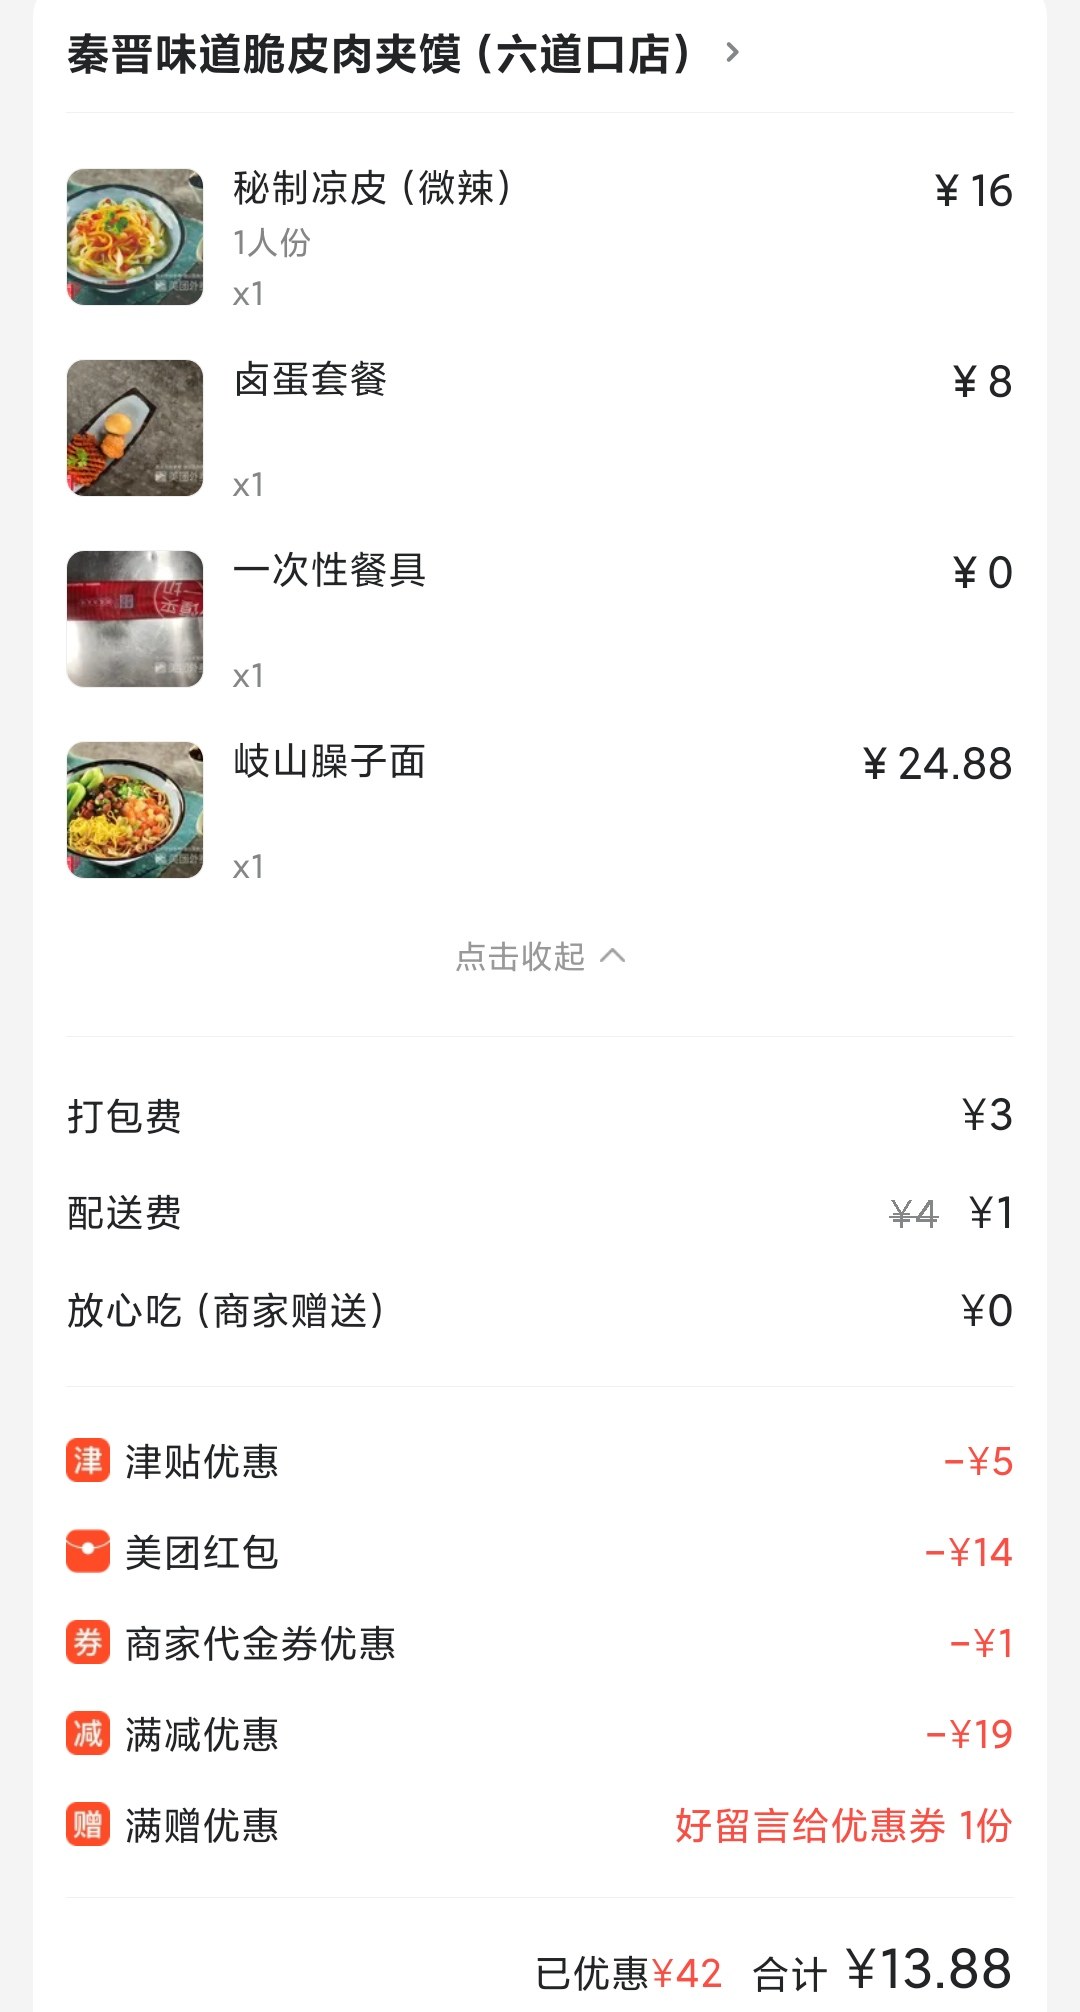 秦晋味道脆皮肉夹馍（六道口店）
秘制凉皮（微辣）
¥ 16
1人份
x1
卤蛋套餐
¥ 8
x1
一次性餐具
¥ 0
x1
岐山臊子面
¥ 24.88
x1
点击收起
打包费
¥3
配送费
¥4 ¥1
放心吃（商家赠送）
¥0
津 津贴优惠
-¥5
美团红包
-¥14
券 商家代金券优惠
-¥1
减 满减优惠
-¥19
赠 满赠优惠
好留言给优惠券 1份
已优惠¥42 合计 ¥13.88